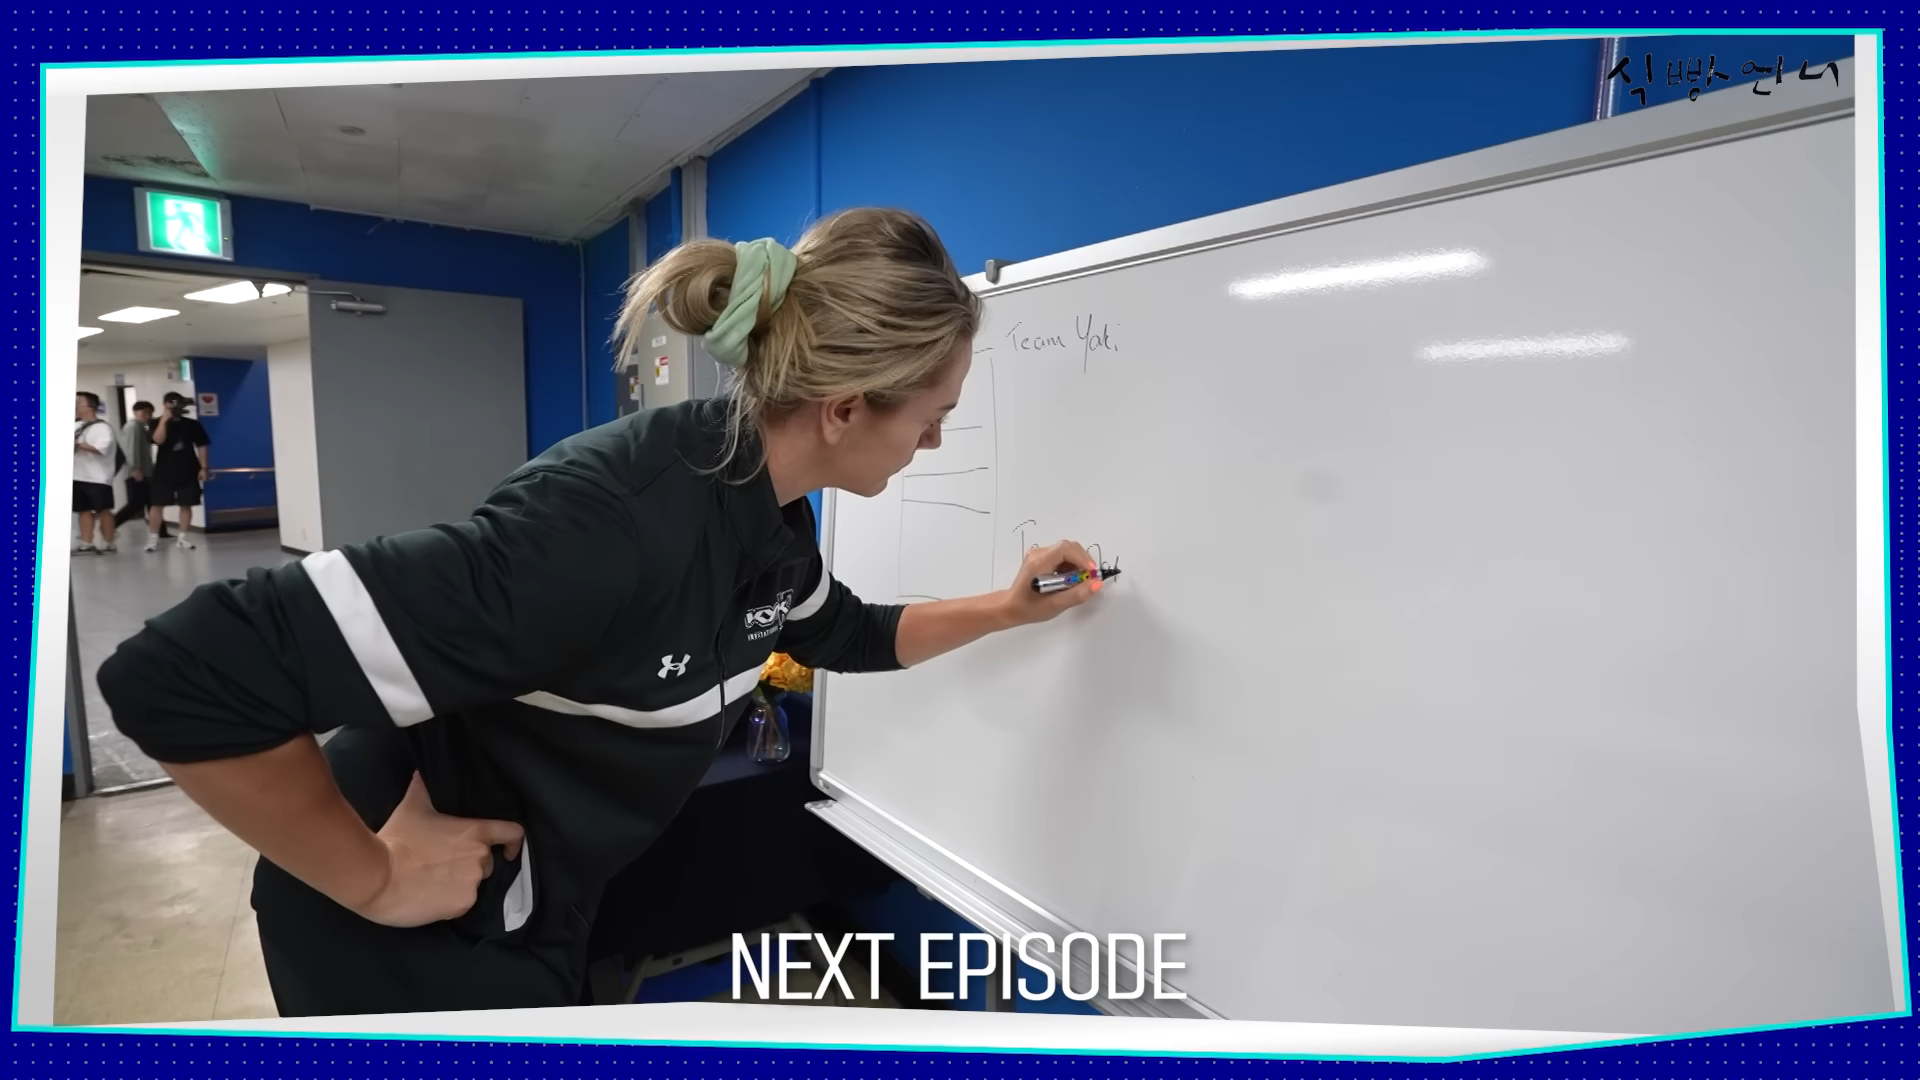 식빵언니
Team Yaki
NEXT EPISODE